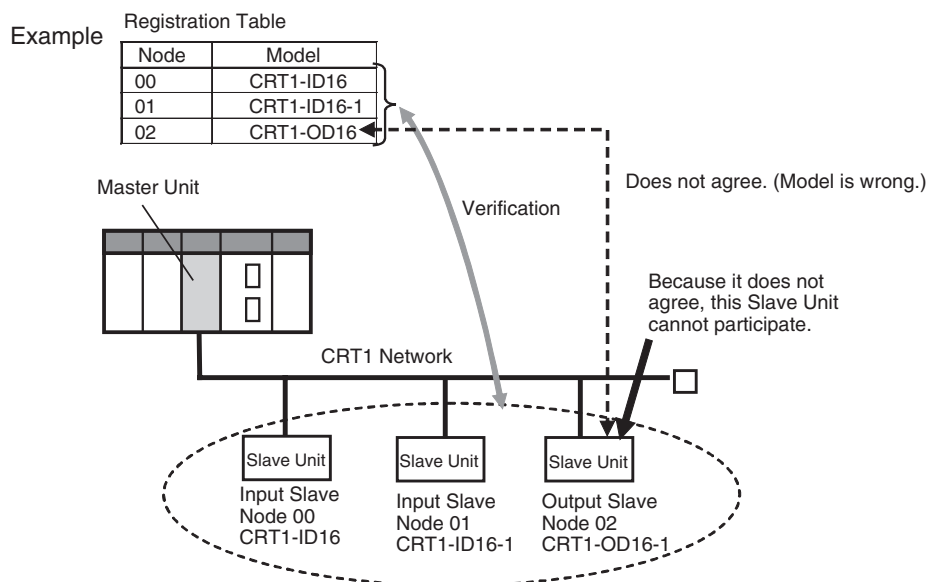 Example
Registration Table
Node Model
00 CRT1-ID16
01 CRT1-ID16-1
02 CRT1-OD16
Does not agree. (Model is wrong.)
Master Unit
Verification
Because it does not
agree, this Slave Unit
cannot participate.
CRT1 Network
Slave Unit
Input Slave
Node 00
CRT1-ID16
Slave Unit
Input Slave
Node 01
CRT1-ID16-1
Slave Unit
Output Slave
Node 02
CRT1-OD16-1